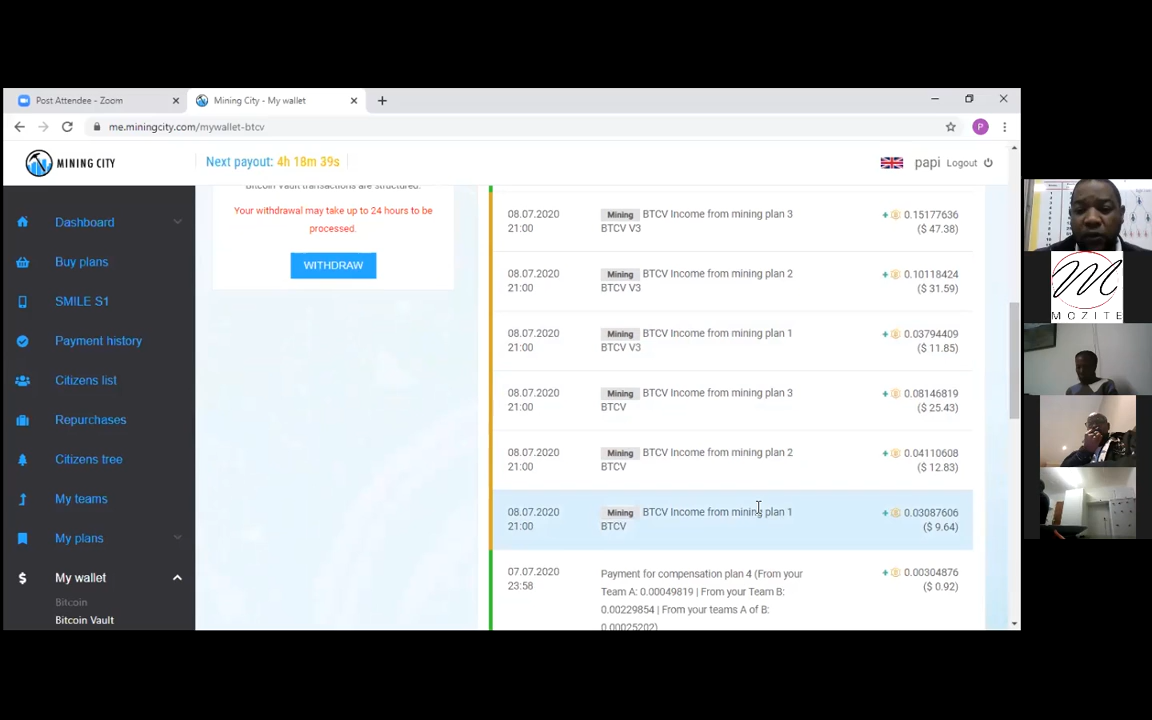 Post Attendee - Zoom
Mining City - My wallet
me.miningcity.com/mywallet-btcv
P
MINING CITY
Next payout: 4h 18m 39s
papi Logout
Dashboard
Buy plans
SMILE S1
Payment history
Citizens list
Repurchases
Citizens tree
My teams
My plans
My wallet
Bitcoin
Bitcoin Vault
Bitcoin Vault transactions are structured.
Your withdrawal may take up to 24 hours to be
processed.
WITHDRAW
08.07.2020 Mining BTCV Income from mining plan 3 + 0.15177636
21:00 BTCV V3 ($ 47.38)
08.07.2020 Mining BTCV Income from mining plan 2 + 0.10118424
21:00 BTCV V3 ($ 31.59)
08.07.2020 Mining BTCV Income from mining plan 1 + 0.03794409
21:00 BTCV V3 ($ 11.85)
08.07.2020 Mining BTCV Income from mining plan 3 + 0.08146819
21:00 BTCV ($ 25.43)
08.07.2020 Mining BTCV Income from mining plan 2 + 0.04110608
21:00 BTCV ($ 12.83)
08.07.2020 Mining BTCV Income from mining plan 1 + 0.03087606
21:00 BTCV ($ 9.64)
07.07.2020 Payment for compensation plan 4 (From your + 0.00304876
23:58 Team A: 0.00049819 | From your Team B: ($ 0.92)
0.00229854 | From your teams A of B:
0.00025202)
M
MOZITE